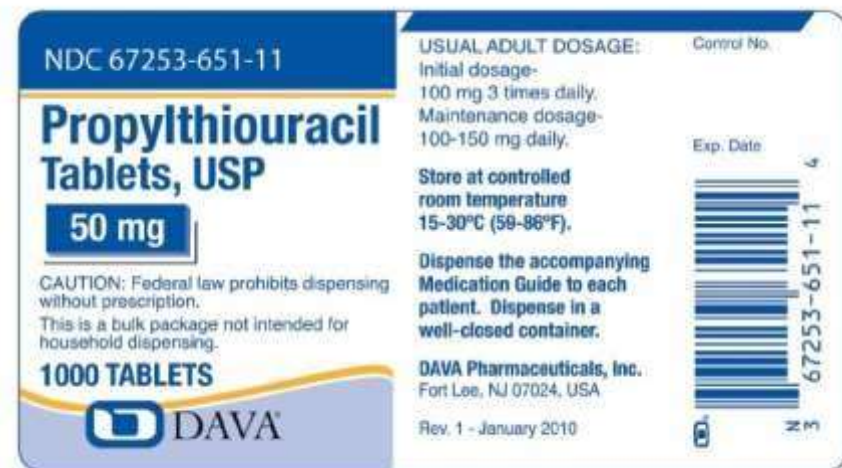 NDC 67253-651-11
Propylthiouracil
Tablets, USP
50 mg
CAUTION: Federal law prohibits dispensing
without prescription.
This is a bulk package not intended for
household dispensing.
1000 TABLETS
DAVA®
USUAL ADULT DOSAGE:
Initial dosage-
100 mg 3 times daily.
Maintenance dosage-
100-150 mg daily.
Store at controlled
room temperature
15-30ºC (59-86ºF).
Dispense the accompanying
Medication Guide to each
patient. Dispense in a
well-closed container.
DAVA Pharmaceuticals, Inc.
Fort Lee, NJ 07024, USA
Rev. 1 - January 2010
Control No.
Exp. Date
N 3 67253-651-11 4